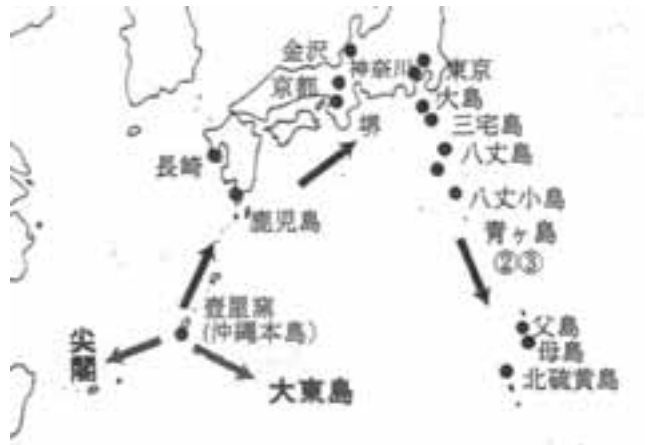 金沢
神奈川
東京
京都
大島
堺
三宅島
八丈島
長崎
八丈小島
鹿児島
青ヶ島
②③
壺屋窯
(沖縄本島)
尖閣
大東島
父島
母島
北硫黄島